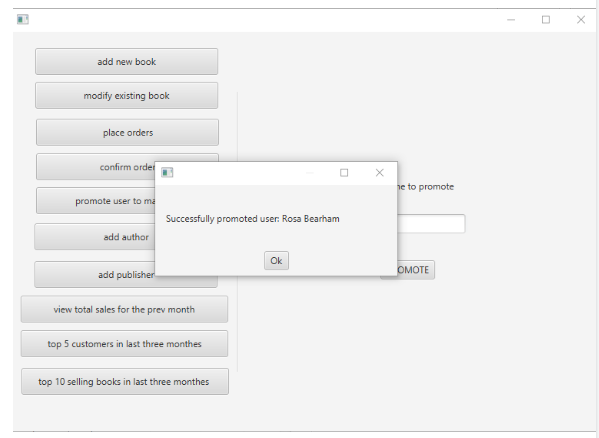 add new book
modify existing book
place orders
confirm order
promote user to ma
add author
add publisher
view total sales for the prev month
top 5 customers in last three monthes
top 10 selling books in last three monthes
Successfully promoted user: Rosa Bearham
Ok
to promote